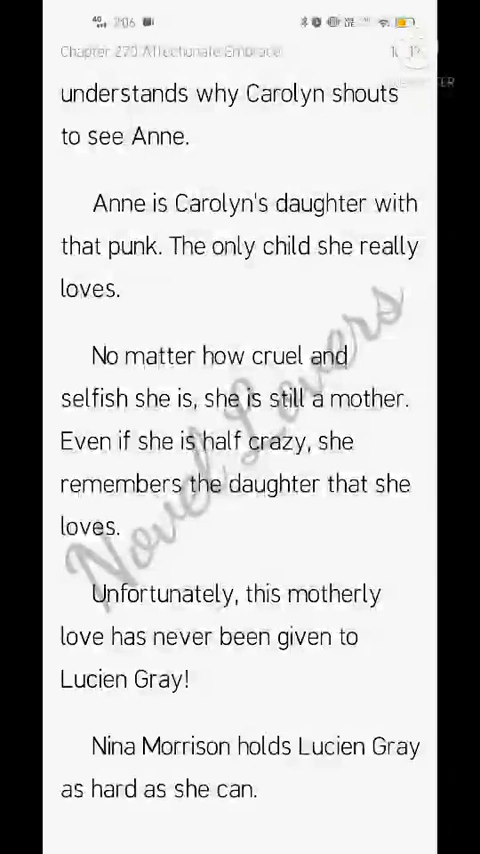 4G 2:06
Chapter 270 Affectionate Embrace
understands why Carolyn shouts
to see Anne.
Anne is Carolyn's daughter with
that punk. The only child she really
loves.
No matter how cruel and
selfish she is, she is still a mother.
Even if she is half crazy, she
remembers the daughter that she
loves.
Unfortunately, this motherly
love has never been given to
Lucien Gray!
Nina Morrison holds Lucien Gray
as hard as she can.
Novel Lovers